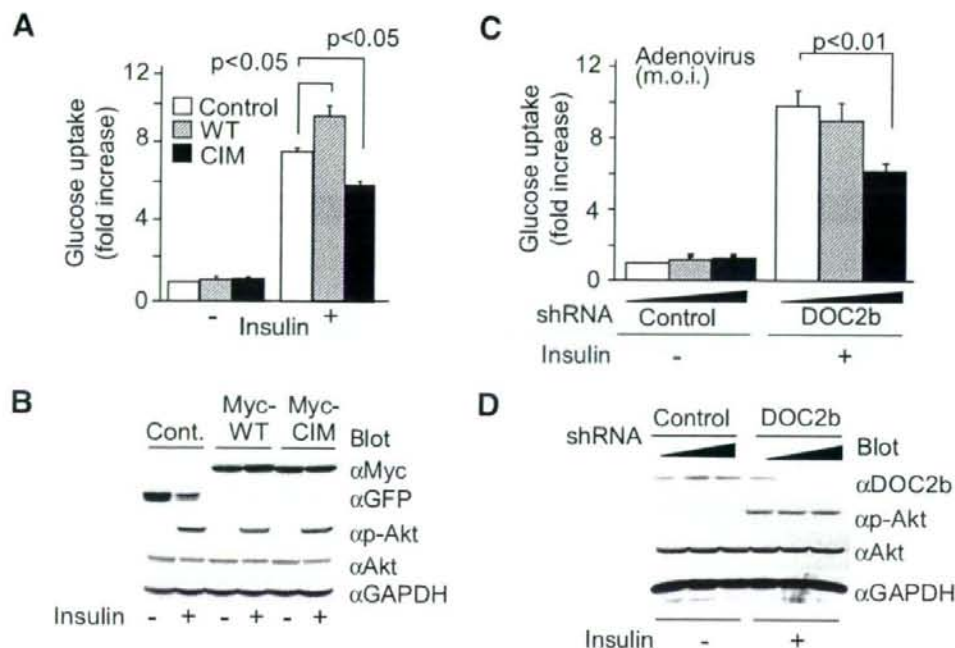 A
p<0.05
p<0.05
Glucose uptake
(fold increase)
12
8
4
0
Control
WT
CIM
- Insulin +
C
Adenovirus
(m.o.i.)
p<0.01
Glucose uptake
(fold increase)
12
8
4
0
shRNA Control DOC2b
Insulin - +
B
Cont. Myc-WT Myc-CIM Blot
αMyc
αGFP
αp-Akt
αAkt
αGAPDH
Insulin - + - + - +
D
shRNA Control DOC2b
Blot
αDOC2b
αp-Akt
αAkt
αGAPDH
Insulin - +